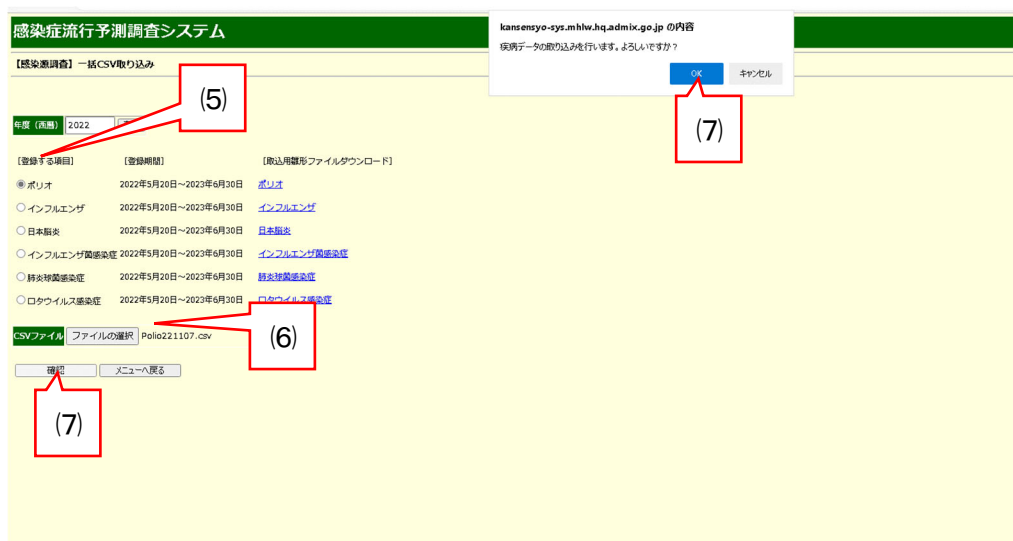 感染症流行予測調査システム
kansensyo-sys.mhlw.hq.admix.go.jp の内容
疾病データの取り込みを行います。よろしいですか？
OK キャンセル
(7)
【感染源調査】一括CSV取り込み
(5)
年度（西暦） 2022
[登録する項目] [登録期間] [取込用雛形ファイルダウンロード]
ポリオ 2022年5月20日～2023年6月30日 ポリオ
インフルエンザ 2022年5月20日～2023年6月30日 インフルエンザ
日本脳炎 2022年5月20日～2023年6月30日 日本脳炎
インフルエンザ菌感染症 2022年5月20日～2023年6月30日 インフルエンザ菌感染症
肺炎球菌感染症 2022年5月20日～2023年6月30日 肺炎球菌感染症
ロタウイルス感染症 2022年5月20日～2023年6月30日 ロタウイルス感染症
(6)
CSVファイル ファイルの選択 Polio221107.csv
確認 メニューへ戻る
(7)